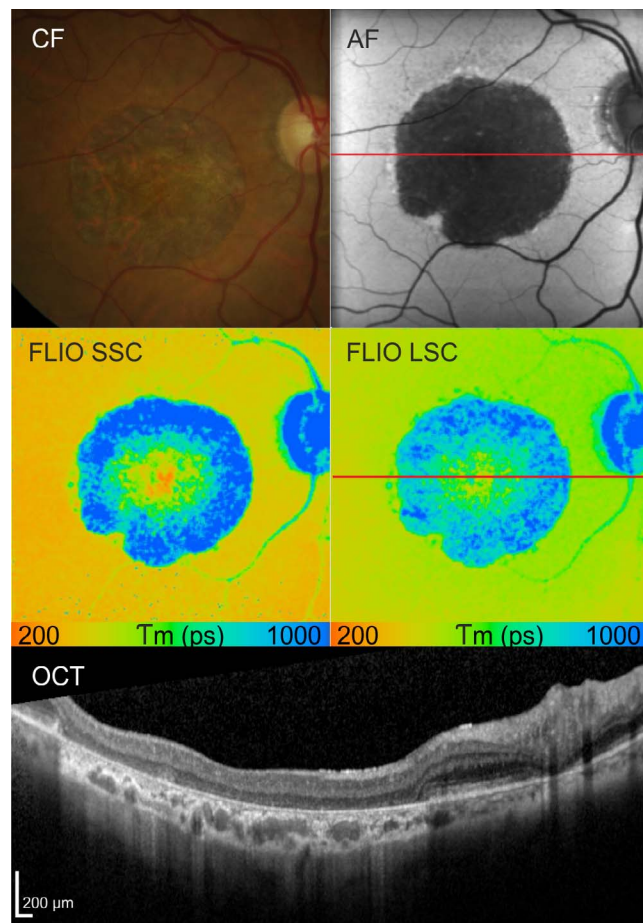 CF
AF
FLIO SSC
FLIO LSC
200 Tm (ps) 1000
200 Tm (ps) 1000
OCT
200 µm